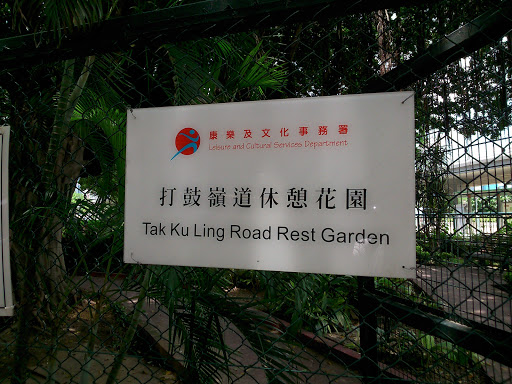 康樂及文化事務署
Leisure and Cultural Services Department
打鼓嶺道休憩花園
Tak Ku Ling Road Rest Garden